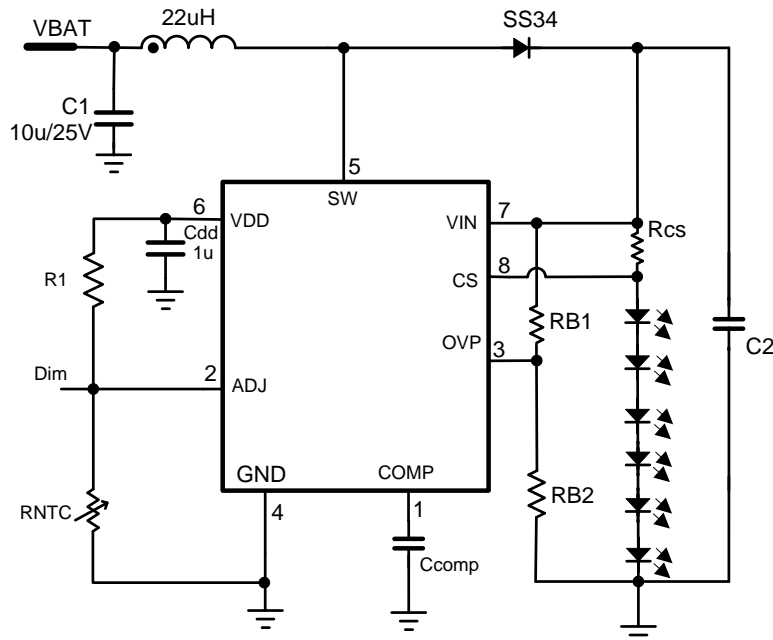 VBAT
22uH
SS34
C1
10u/25V
5
SW
6
VDD
Cdd
1u
VIN
7
Rcs
R1
CS
8
RB1
OVP
3
C2
Dim
2
ADJ
GND
COMP
RNTC
4
1
RB2
Ccomp